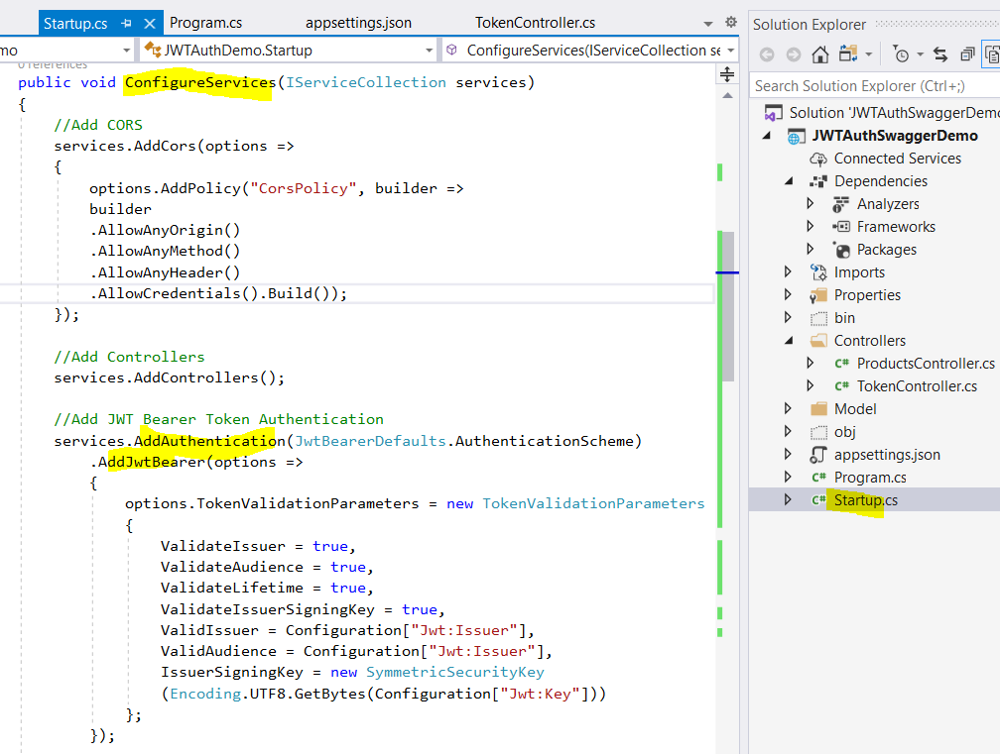 Startup.cs
Program.cs
appsettings.json
TokenController.cs
mo
JWTAuthDemo.Startup
ConfigureServices(IServiceCollection se
0 references
public void ConfigureServices(IServiceCollection services)
{
//Add CORS
services.AddCors(options =>
{
options.AddPolicy("CorsPolicy", builder =>
builder
.AllowAnyOrigin()
.AllowAnyMethod()
.AllowAnyHeader()
.AllowCredentials().Build());
});
//Add Controllers
services.AddControllers();
//Add JWT Bearer Token Authentication
services.AddAuthentication(JwtBearerDefaults.AuthenticationScheme)
.AddJwtBearer(options =>
{
options.TokenValidationParameters = new TokenValidationParameters
{
ValidateIssuer = true,
ValidateAudience = true,
ValidateLifetime = true,
ValidateIssuerSigningKey = true,
ValidIssuer = Configuration["Jwt:Issuer"],
ValidAudience = Configuration["Jwt:Issuer"],
IssuerSigningKey = new SymmetricSecurityKey
(Encoding.UTF8.GetBytes(Configuration["Jwt:Key"]))
};
});
Solution Explorer
Search Solution Explorer (Ctrl+;)
Solution 'JWTAuthSwaggerDemo
JWTAuthSwaggerDemo
Connected Services
Dependencies
Analyzers
Frameworks
Packages
Imports
Properties
bin
Controllers
C# ProductsController.cs
C# TokenController.cs
Model
obj
appsettings.json
C# Program.cs
C# Startup.cs